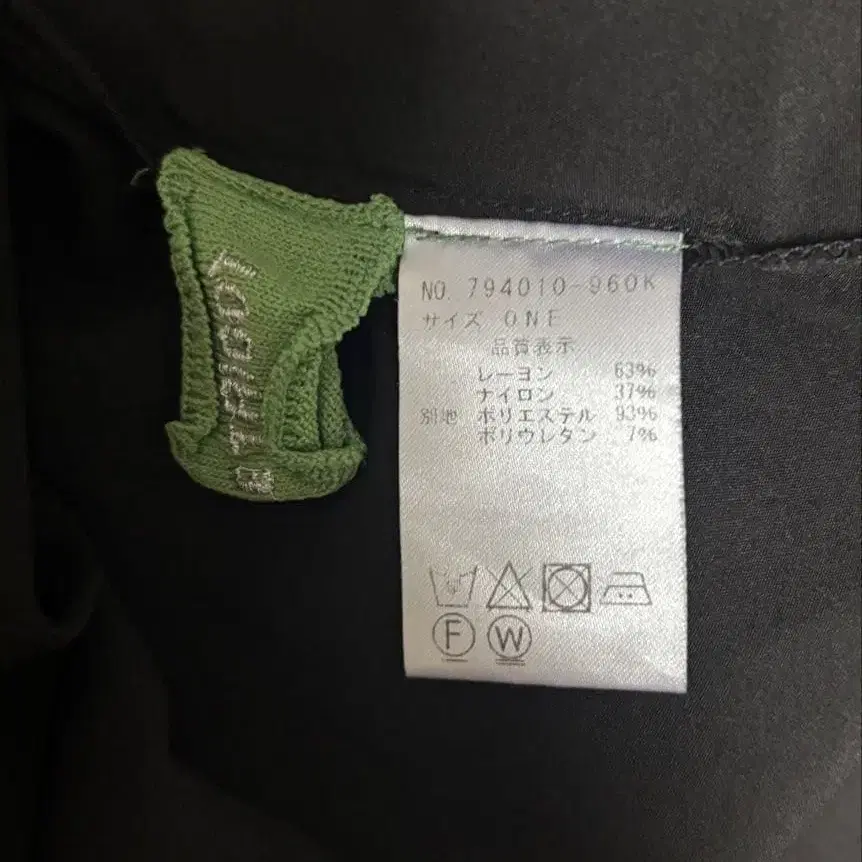 NO. 794010-960K
サイズ ONE
品質表示
レーヨン 63%
ナイロン 37%
別地 ポリエステル 93%
ポリウレタン 7%
F W